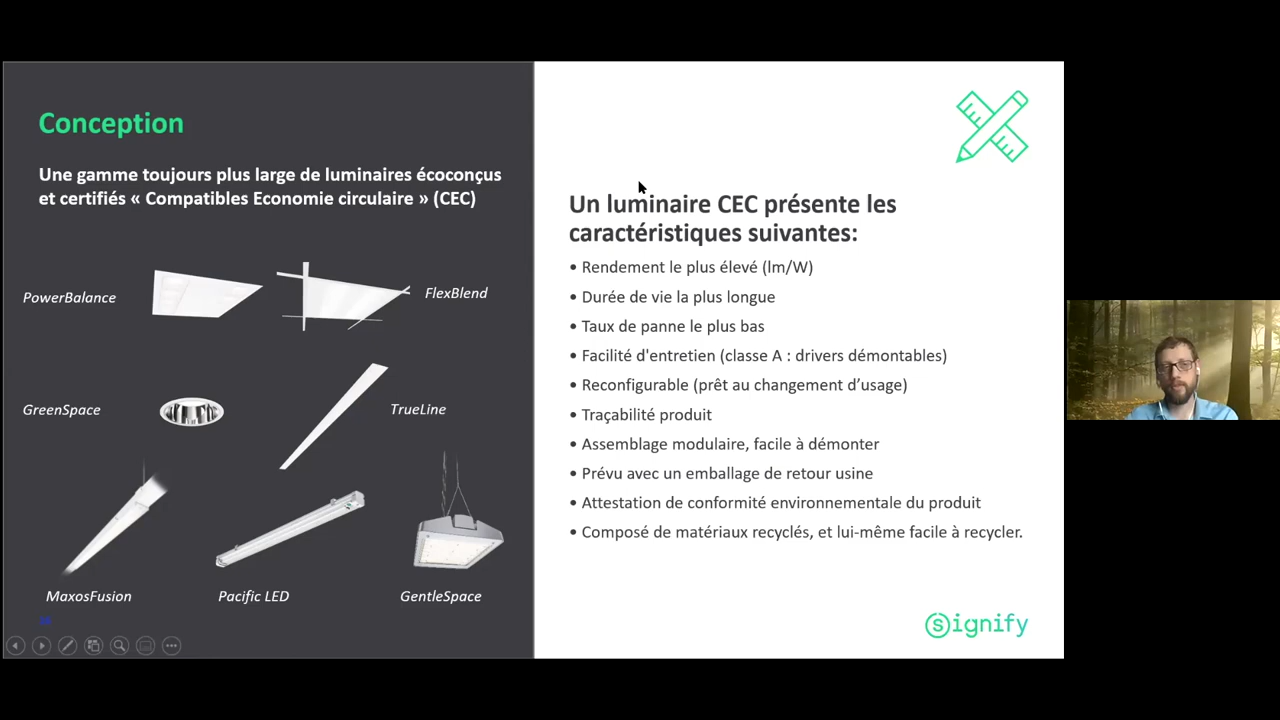 Conception
Une gamme toujours plus large de luminaires écoconçus
et certifiés « Compatibles Economie circulaire » (CEC)
PowerBalance
FlexBlend
GreenSpace
TrueLine
MaxosFusion
Pacific LED
GentleSpace
Un luminaire CEC présente les
caractéristiques suivantes:
• Rendement le plus élevé (lm/W)
• Durée de vie la plus longue
• Taux de panne le plus bas
• Facilité d'entretien (classe A : drivers démontables)
• Reconfigurable (prêt au changement d’usage)
• Traçabilité produit
• Assemblage modulaire, facile à démonter
• Prévu avec un emballage de retour usine
• Attestation de conformité environnementale du produit
• Composé de matériaux recyclés, et lui-même facile à recycler.
signify